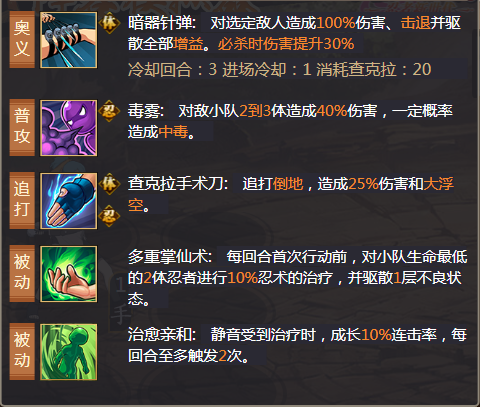 奥义
体
暗器针弹: 对选定敌人造成100%伤害、击退并驱
散全部增益。必杀时伤害提升30%
冷却回合：3 进场冷却：1 消耗查克拉：20
普攻
忍
毒雾: 对敌小队2到3体造成40%伤害，一定概率
造成中毒。
追打
体
忍
查克拉手术刀: 追打倒地，造成25%伤害和大浮
空。
被动
多重掌仙术: 每回合首次行动前，对小队生命最低
的2体忍者进行10%忍术的治疗，并驱散1层不良状
态。
被动
治愈亲和: 静音受到治疗时，成长10%连击率，每
回合至多触发2次。